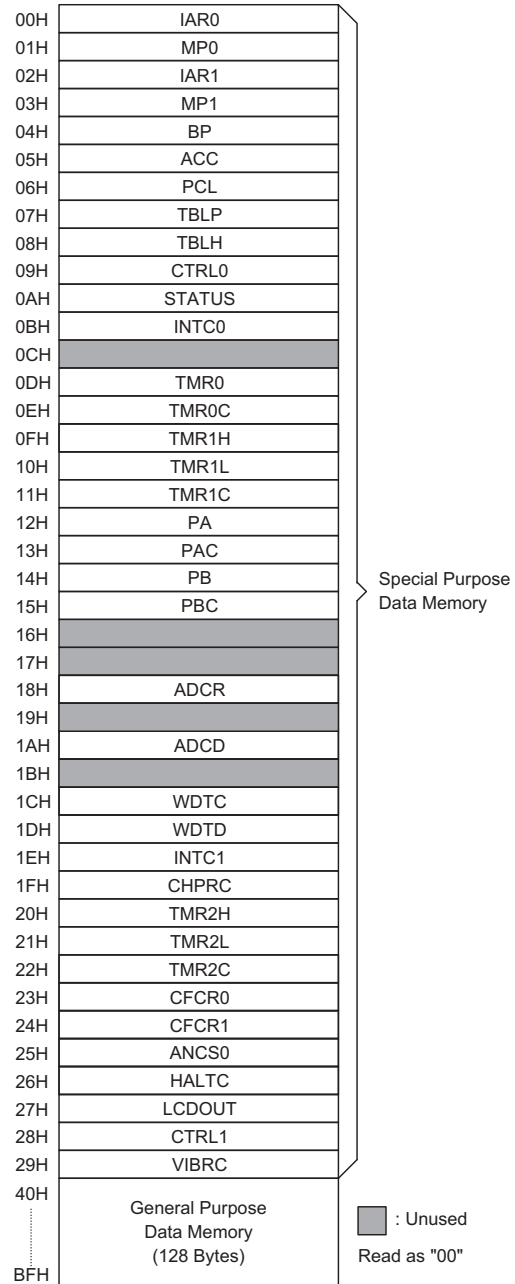 00H IAR0
01H MP0
02H IAR1
03H MP1
04H BP
05H ACC
06H PCL
07H TBLP
08H TBLH
09H CTRL0
0AH STATUS
0BH INTC0
0CH
0DH TMR0
0EH TMR0C
0FH TMR1H
10H TMR1L
11H TMR1C
12H PA
13H PAC
14H PB
15H PBC
Special Purpose
Data Memory
16H
17H
18H ADCR
19H
1AH ADCD
1BH
1CH WDTC
1DH WDTD
1EH INTC1
1FH CHPRC
20H TMR2H
21H TMR2L
22H TMR2C
23H CFCR0
24H CFCR1
25H ANCS0
26H HALTC
27H LCDOUT
28H CTRL1
29H VIBRC
40H
General Purpose
Data Memory
(128 Bytes)
BFH
: Unused
Read as "00"